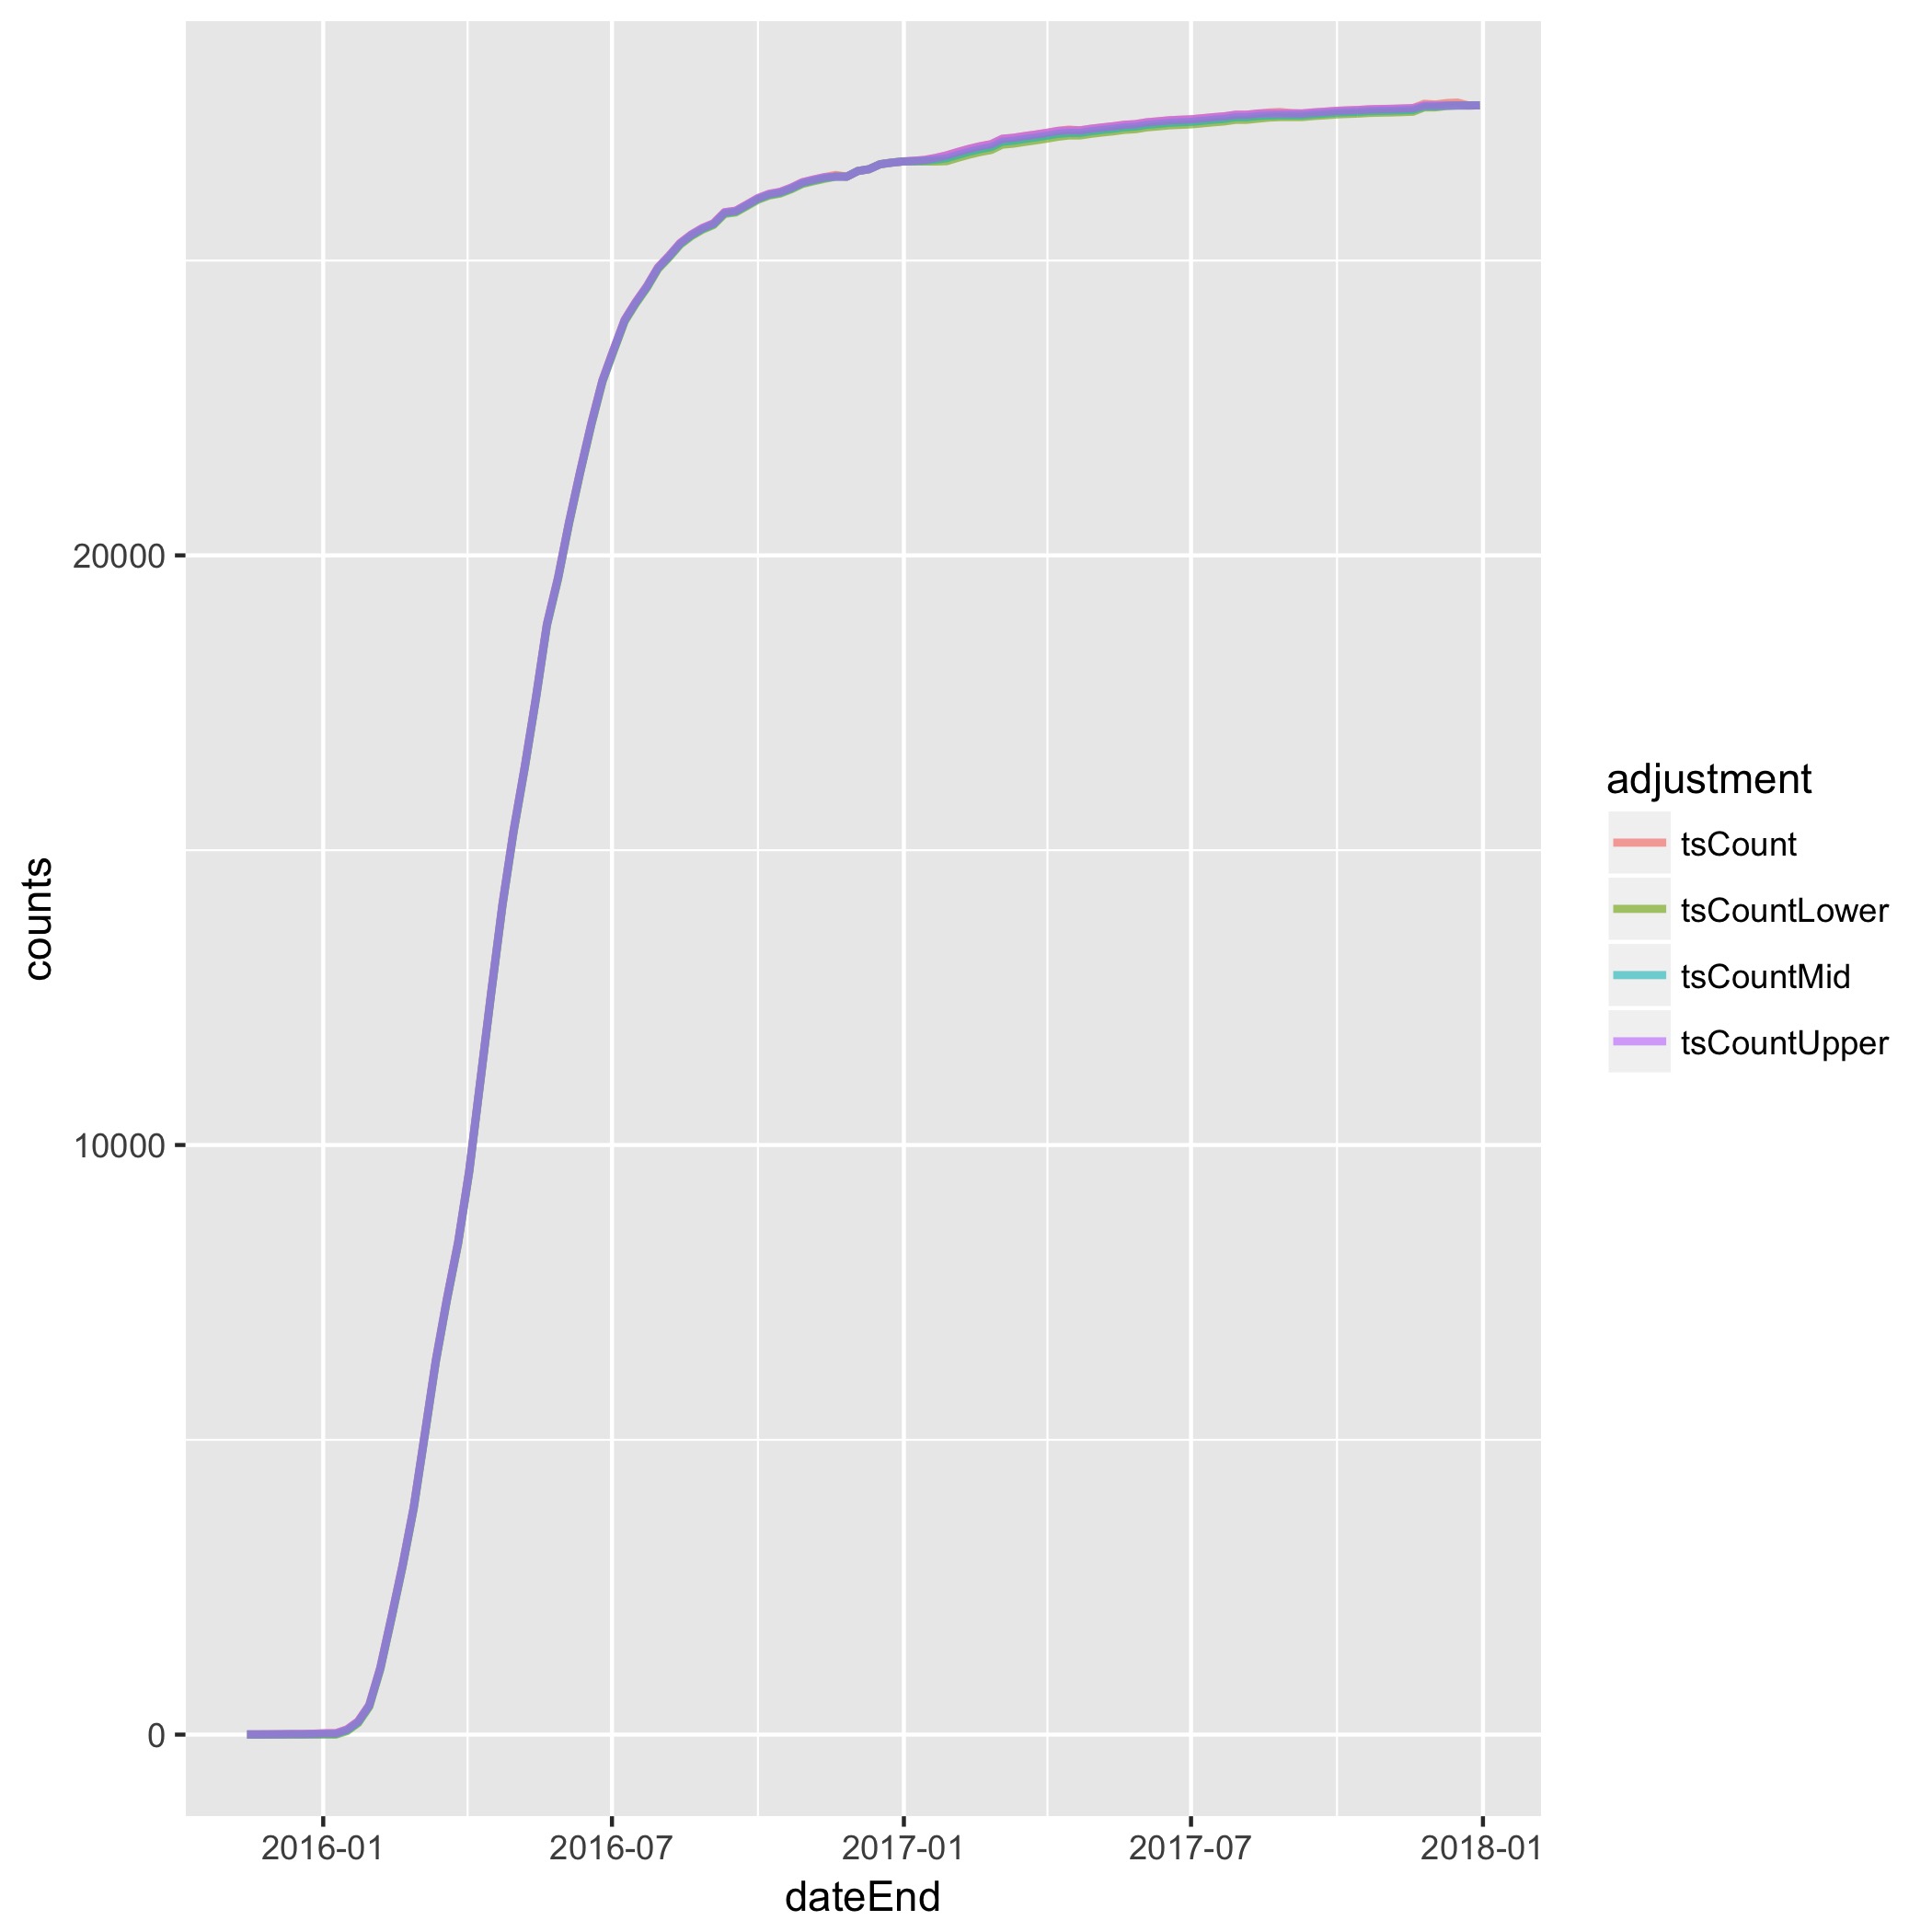 20000
10000
0
counts
2016-01
2016-07
2017-01
2017-07
2018-01
dateEnd
adjustment
tsCount
tsCountLower
tsCountMid
tsCountUpper